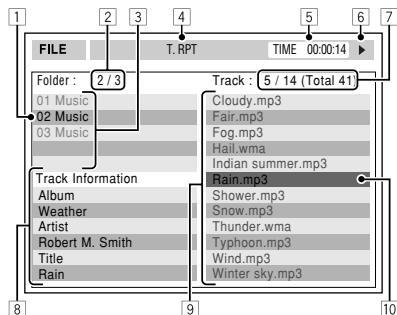 1 2 3 4 5 6 7
FILE T. RPT TIME 00:00:14
Folder : 2 / 3 Track : 5 / 14 (Total 41)
01 Music
02 Music
03 Music
Track Information
Album
Weather
Artist
Robert M. Smith
Title
Rain
Cloudy.mp3
Fair.mp3
Fog.mp3
Hail.wma
Indian summer.mp3
Rain.mp3
Shower.mp3
Snow.mp3
Thunder.wma
Typhoon.mp3
Wind.mp3
Winter sky.mp3
8 9 10